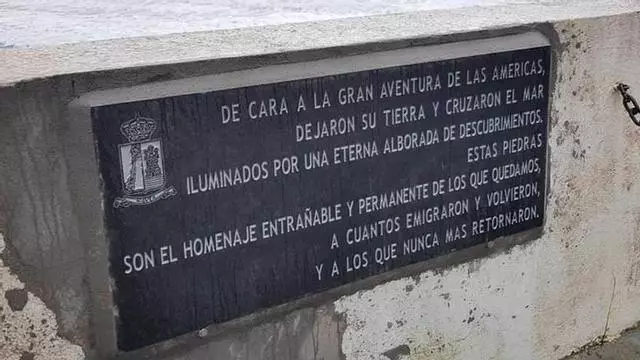 DE CARA A LA GRAN AVENTURA DE LAS AMERICAS,
DEJARON SU TIERRA Y CRUZARON EL MAR
ILUMINADOS POR UNA ETERNA ALBORADA DE DESCUBRIMIENTOS.
ESTAS PIEDRAS
SON EL HOMENAJE ENTRAÑABLE Y PERMANENTE DE LOS QUE QUEDAMOS,
A CUANTOS EMIGRARON Y VOLVIERON,
Y A LOS QUE NUNCA MAS RETORNARON.